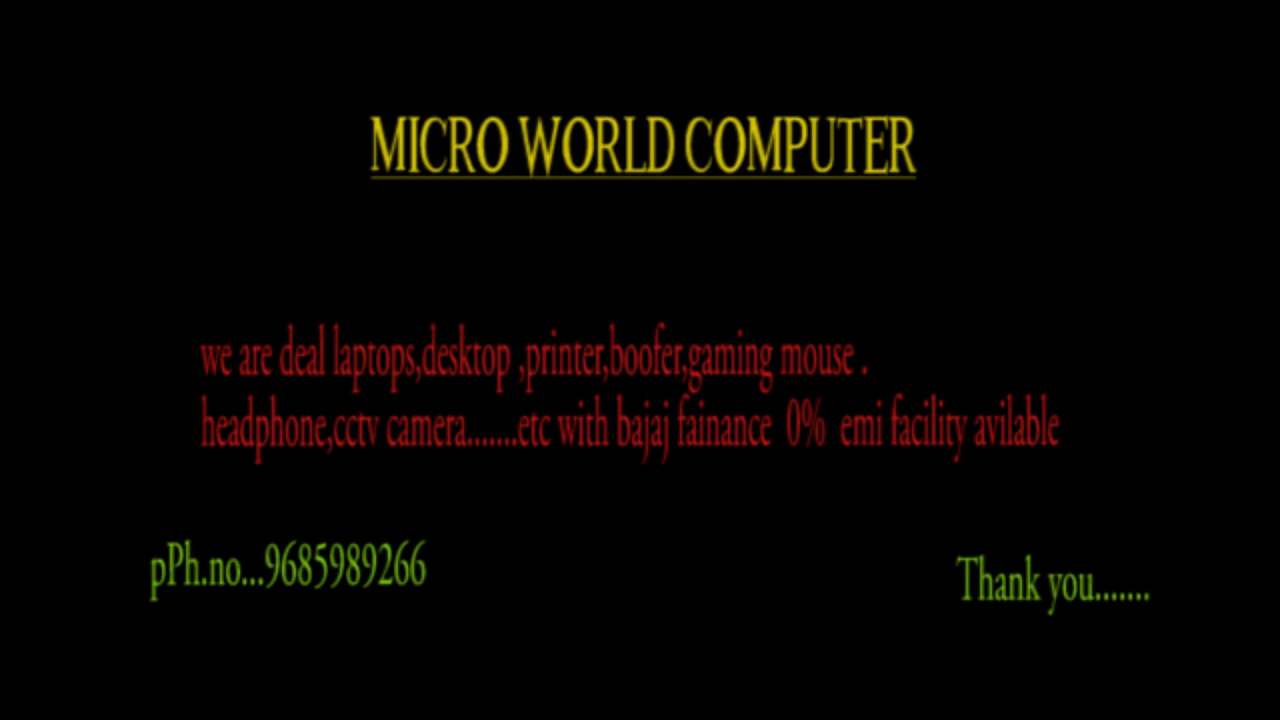 MICRO WORLD COMPUTER
we are deal laptops,desktop ,printer,boofer,gaming mouse .
headphone,cctv camera.......etc with bajaj fainance 0% emi facility avilable
pPh.no...9685989266
Thank you.......